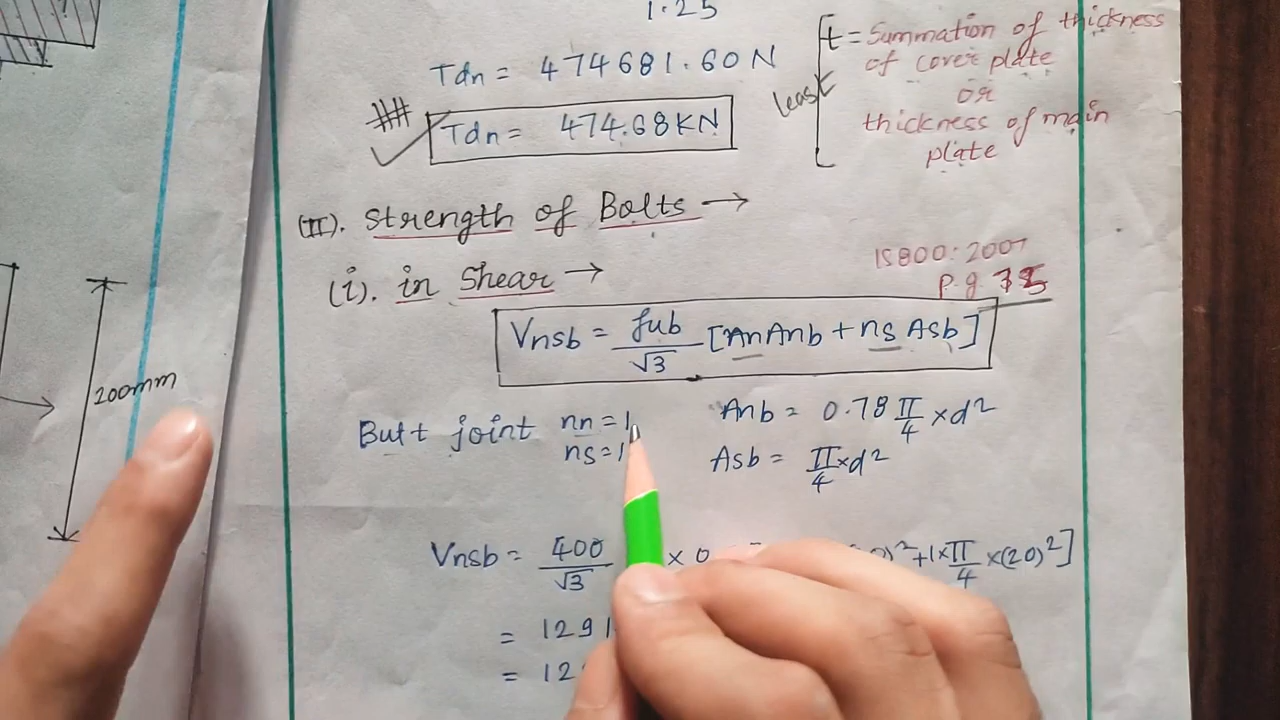 1.25
Tdn = 474681.60 N
## Tdn = 474.68KN
least
t = Summation of thickness
of cover plate
or
thickness of main
plate
(II). Strength of Bolts →
(i). in Shear →
IS800:2007
P.g 75
Vnsb = fub/√3 [nn Anb + ns Asb]
Butt joint nn = 1
ns = 1
Anb = 0.78 π/4 × d²
Asb = π/4 × d²
200mm
Vnsb = 400/√3 × 0. )² + 1 × π/4 × (20)²]
= 1291
= 12